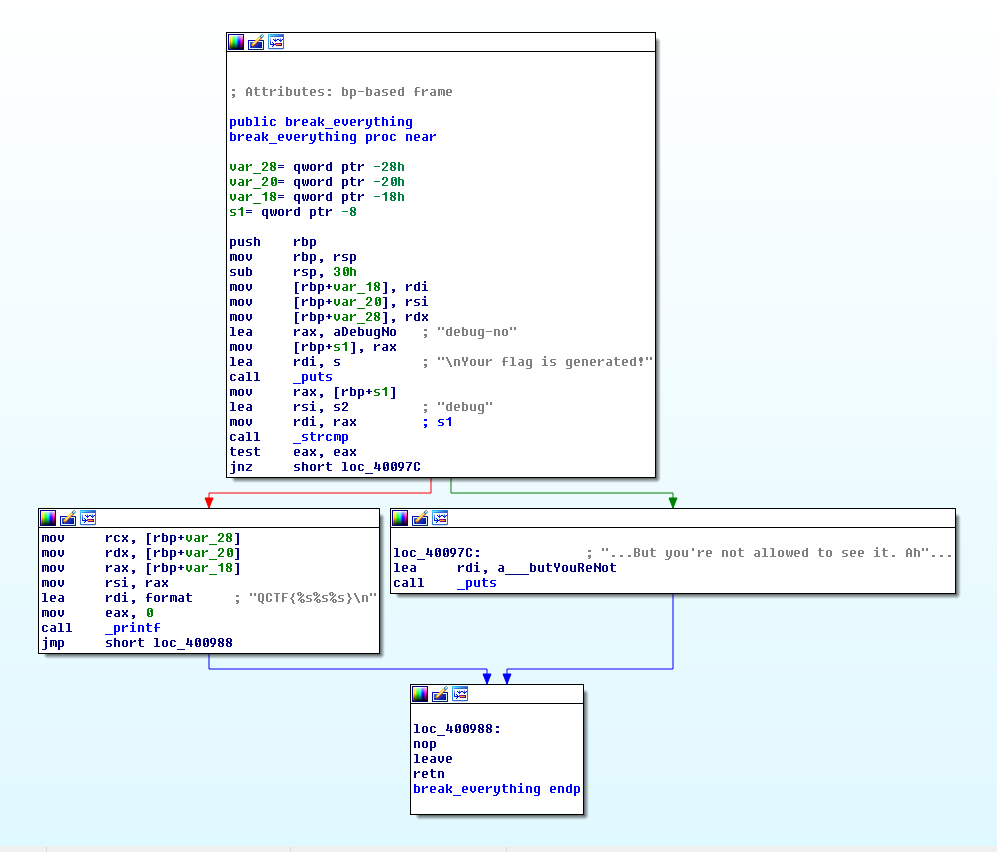 ; Attributes: bp-based frame
public break_everything
break_everything proc near
var_28= qword ptr -28h
var_20= qword ptr -20h
var_18= qword ptr -18h
s1= qword ptr -8
push    rbp
mov     rbp, rsp
sub     rsp, 30h
mov     [rbp+var_18], rdi
mov     [rbp+var_20], rsi
mov     [rbp+var_28], rdx
lea     rax, aDebugNo   ; "debug-no"
mov     [rbp+s1], rax
lea     rdi, s          ; "\nYour flag is generated!"
call    _puts
mov     rax, [rbp+s1]
lea     rsi, s2         ; "debug"
mov     rdi, rax        ; s1
call    _strcmp
test    eax, eax
jnz     short loc_40097C
mov     rcx, [rbp+var_28]
mov     rdx, [rbp+var_20]
mov     rax, [rbp+var_18]
mov     rsi, rax
lea     rdi, format     ; "QCTF{%s%s%s}\n"
mov     eax, 0
call    _printf
jmp     short loc_400988
loc_40097C:             ; "...But you're not allowed to see it. Ah"...
lea     rdi, a___butYouReNot
call    _puts
loc_400988:
nop
leave
retn
break_everything endp